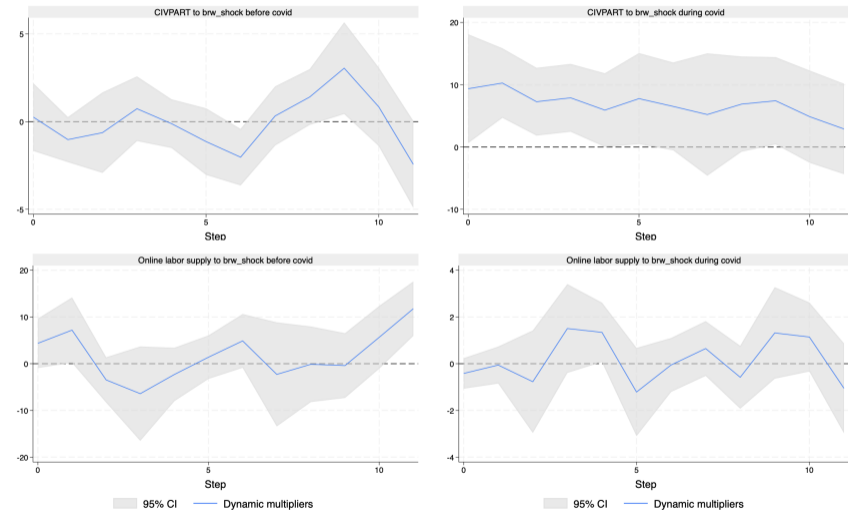 CIVPART to brw_shock before covid
5
0
-5
0
5
10
Step
CIVPART to brw_shock during covid
20
10
0
-10
0
5
10
Step
Online labor supply to brw_shock before covid
20
10
0
-10
-20
0
5
10
Step
95% CI
Dynamic multipliers
Online labor supply to brw_shock during covid
4
2
0
-2
-4
0
5
10
Step
95% CI
Dynamic multipliers